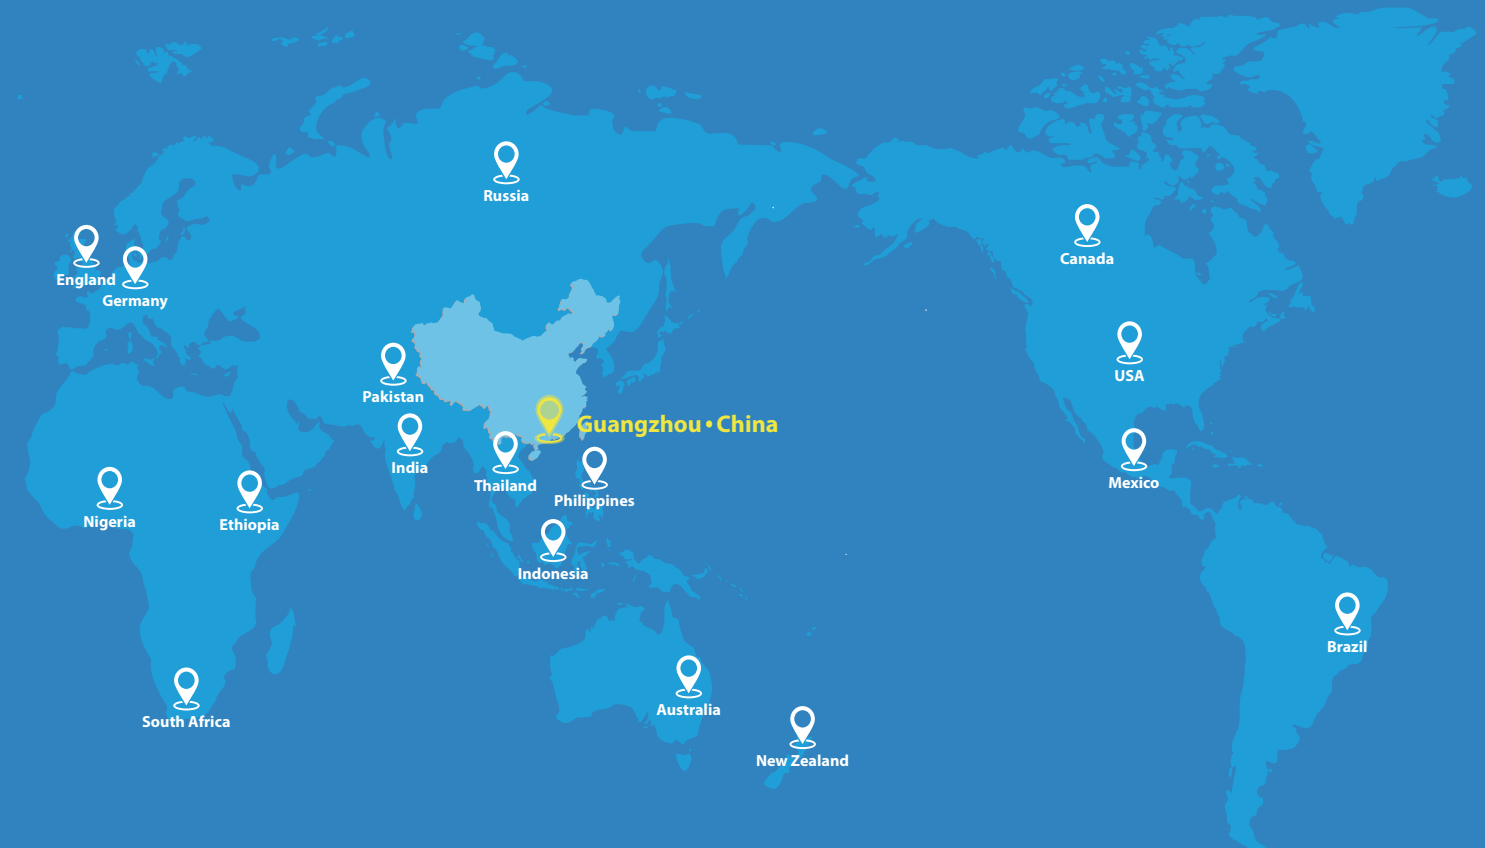 Russia
Canada
England
Germany
USA
Pakistan
Guangzhou•China
India
Thailand
Mexico
Philippines
Nigeria
Ethiopia
Indonesia
Brazil
Australia
South Africa
New Zealand